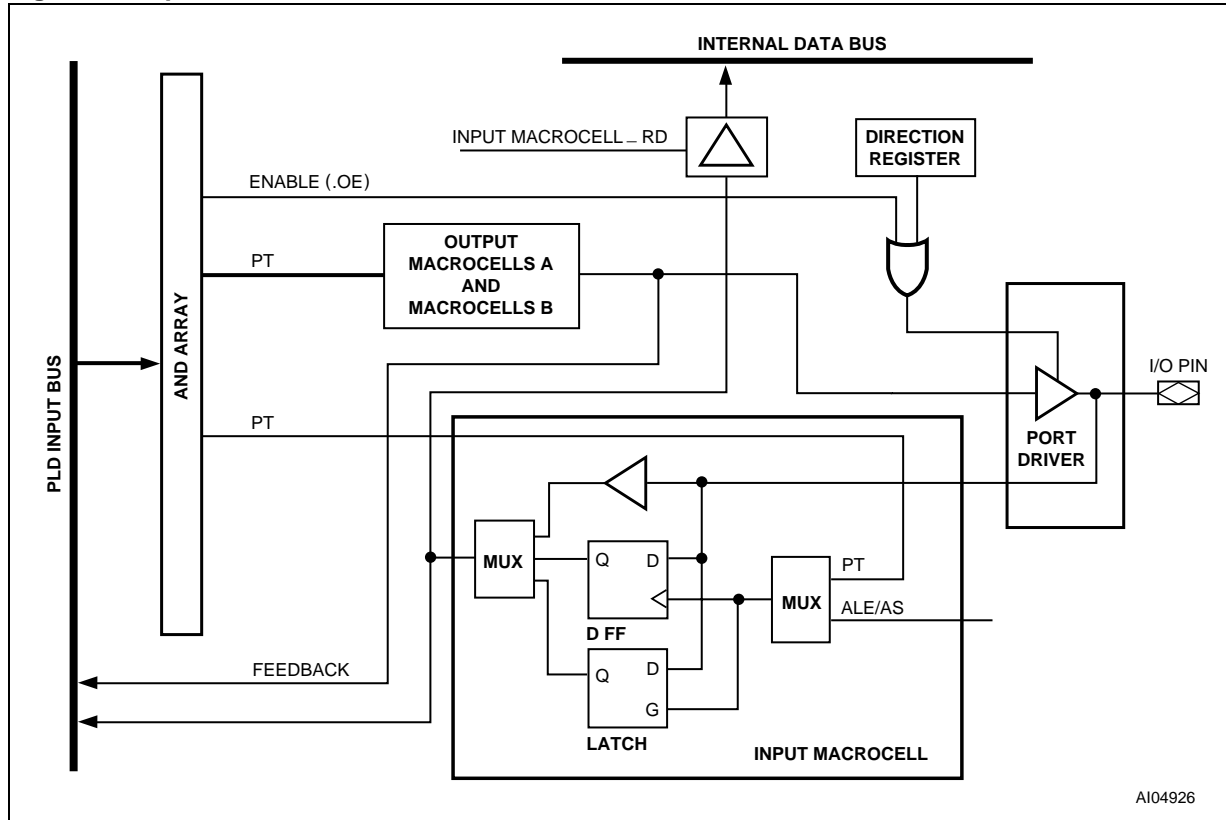 INTERNAL DATA BUS
INPUT MACROCELL _ RD
DIRECTION
REGISTER
ENABLE (.OE)
OUTPUT
MACROCELLS A
AND
MACROCELLS B
PT
AND ARRAY
PLD INPUT BUS
I/O PIN
PORT
DRIVER
PT
MUX
Q
D
D FF
MUX
PT
ALE/AS
Q
D
G
LATCH
FEEDBACK
INPUT MACROCELL
AI04926